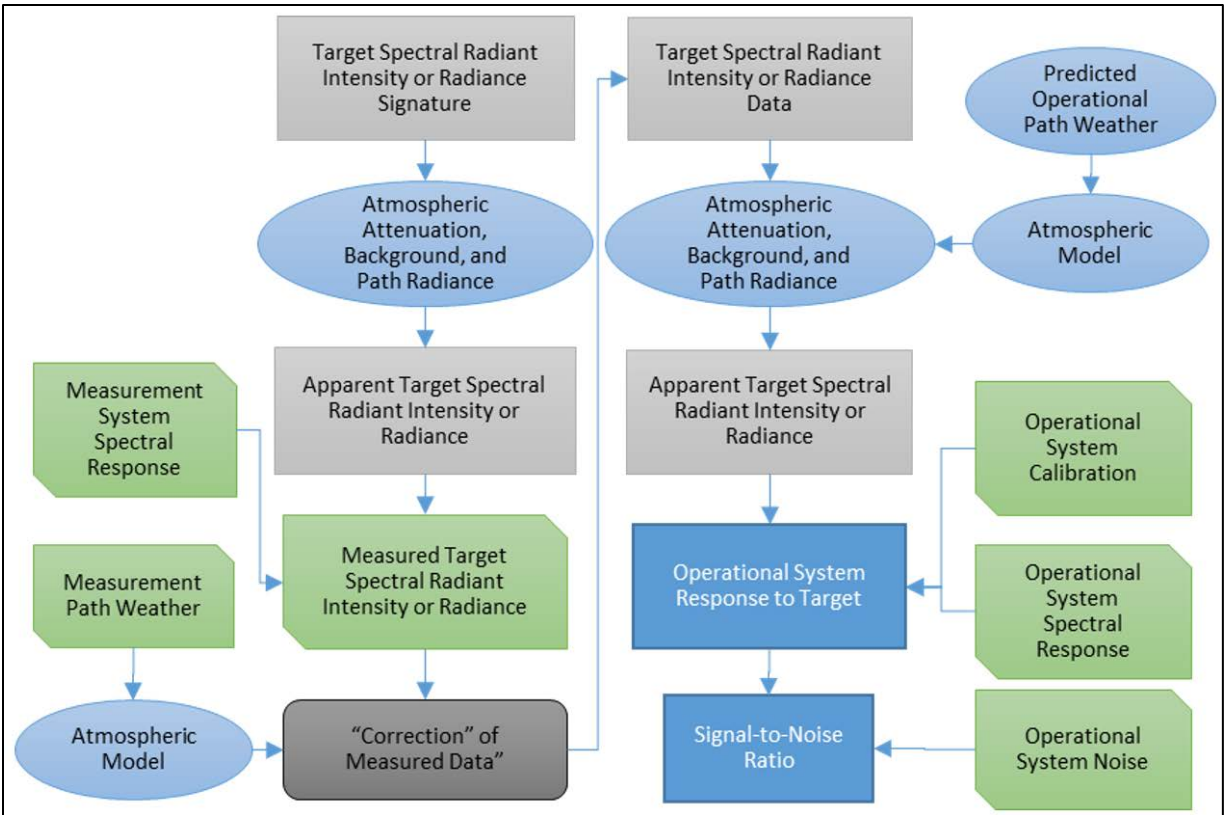 Target Spectral Radiant
Intensity or Radiance
Signature
Atmospheric
Attenuation,
Background, and
Path Radiance
Apparent Target Spectral
Radiant Intensity or
Radiance
Measurement
System
Spectral
Response
Measured Target
Spectral Radiant
Intensity or Radiance
Measurement
Path Weather
Atmospheric
Model
“Correction” of
Measured Data”
Target Spectral Radiant
Intensity or Radiance
Data
Predicted
Operational
Path Weather
Atmospheric
Model
Atmospheric
Attenuation,
Background, and
Path Radiance
Apparent Target Spectral
Radiant Intensity or
Radiance
Operational
System
Calibration
Operational System
Response to Target
Operational
System
Spectral
Response
Signal-to-Noise
Ratio
Operational
System Noise